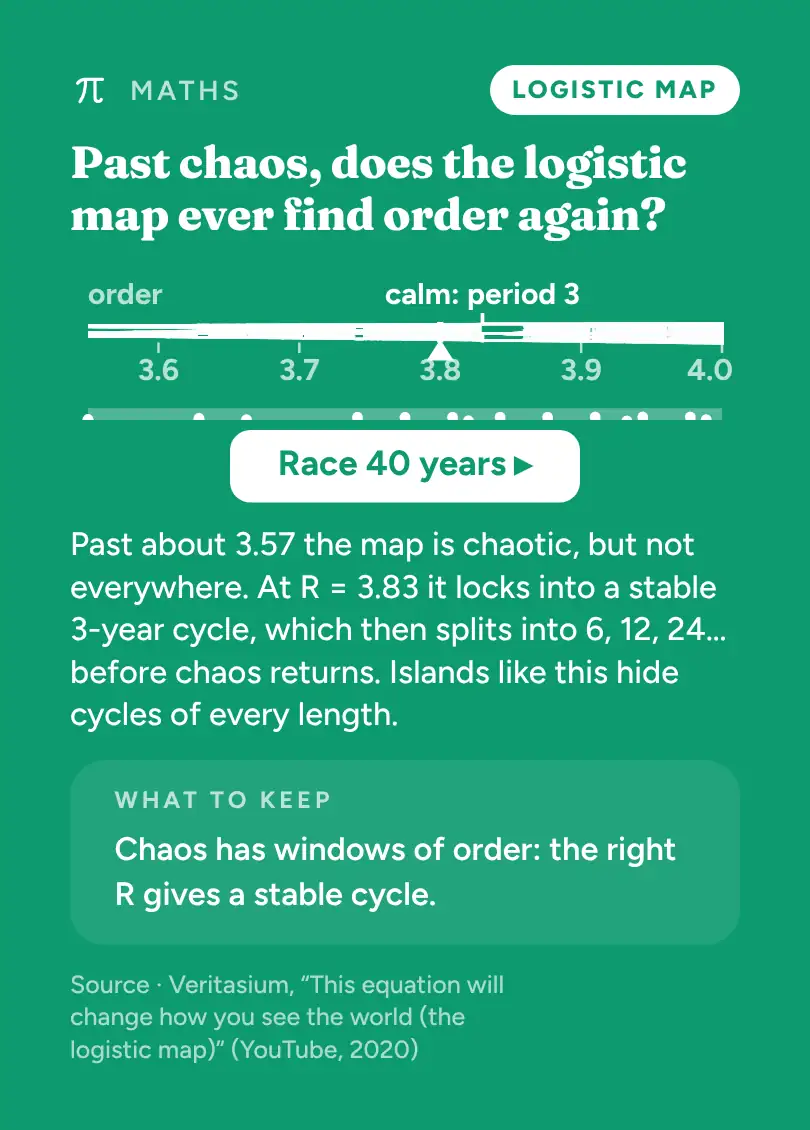 π MATHS
LOGISTIC MAP
Past chaos, does the logistic
map ever find order again?
order
calm: period 3
3.6 3.7 3.8 3.9 4.0
Race 40 years ▸
Past about 3.57 the map is chaotic, but not
everywhere. At R = 3.83 it locks into a stable
3-year cycle, which then splits into 6, 12, 24…
before chaos returns. Islands like this hide
cycles of every length.
WHAT TO KEEP
Chaos has windows of order: the right
R gives a stable cycle.
Source · Veritasium, “This equation will
change how you see the world (the
logistic map)” (YouTube, 2020)